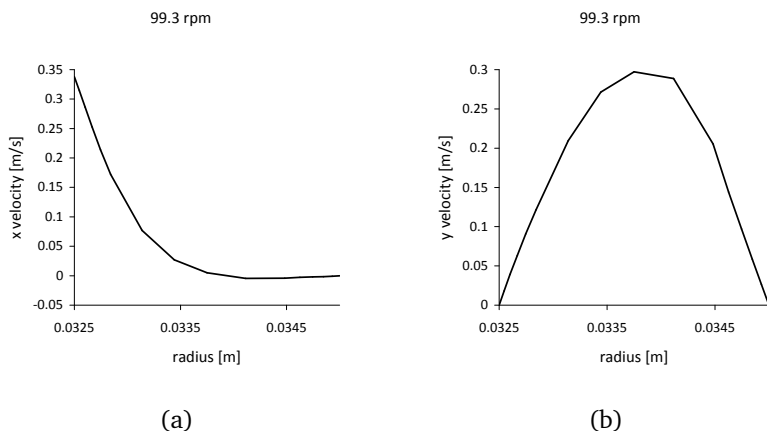 99.3 rpm
x velocity [m/s]
0.35
0.3
0.25
0.2
0.15
0.1
0.05
0
-0.05
0.0325
0.0335
0.0345
radius [m]
(a)
99.3 rpm
y velocity [m/s]
0.3
0.25
0.2
0.15
0.1
0.05
0
0.0325
0.0335
0.0345
radius [m]
(b)